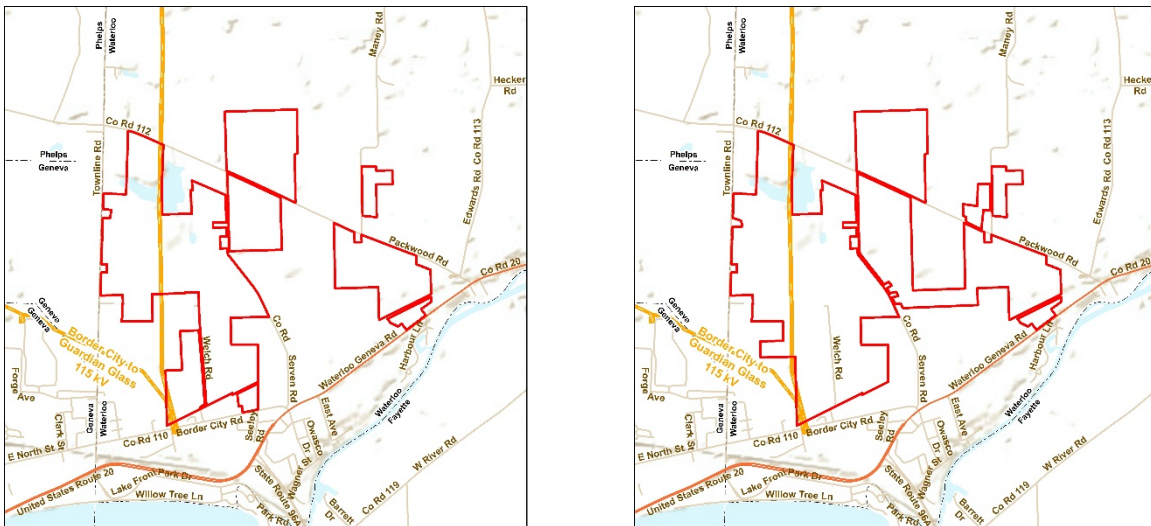 Phelps
Waterloo
Maney Rd
Hecker
Rd
Co Rd 112
Townline Rd
Phelps
Geneva
Edwards Rd Co Rd 113
Packwood Rd
Co Rd 20
Geneva
Geneva
Border City to
Guardian Glass
115 kV
Forge
Ave
Welch Rd
Co Rd
Serven Rd
Waterloo Geneva Rd
Harbour Ln
Waterloo
Fayette
Clark St
Geneva
Waterloo
E North St
Co Rd 110
Border City Rd
Seeley
Rd
East Ave
Owasco
Dr
Wagner St
W River Rd
United States Route 20
Lake Front Park Dr
Willow Tree Ln
State Route 96A
Park Rd
Barrett
Dr
Co Rd 119
Phelps
Waterloo
Maney Rd
Hecker
Rd
Co Rd 112
Townline Rd
Phelps
Geneva
Edwards Rd Co Rd 113
Packwood Rd
Co Rd 20
Geneva
Geneva
Border City to
Guardian Glass
115 kV
Forge
Ave
Welch Rd
Co Rd
Serven Rd
Waterloo Geneva Rd
Harbour Ln
Waterloo
Fayette
Clark St
Geneva
Waterloo
E North St
Co Rd 110
Border City Rd
Seeley
Rd
East Ave
Owasco
Dr
Wagner St
W River Rd
United States Route 20
Lake Front Park Dr
Willow Tree Ln
State Route 96A
Park Rd
Barrett
Dr
Co Rd 119